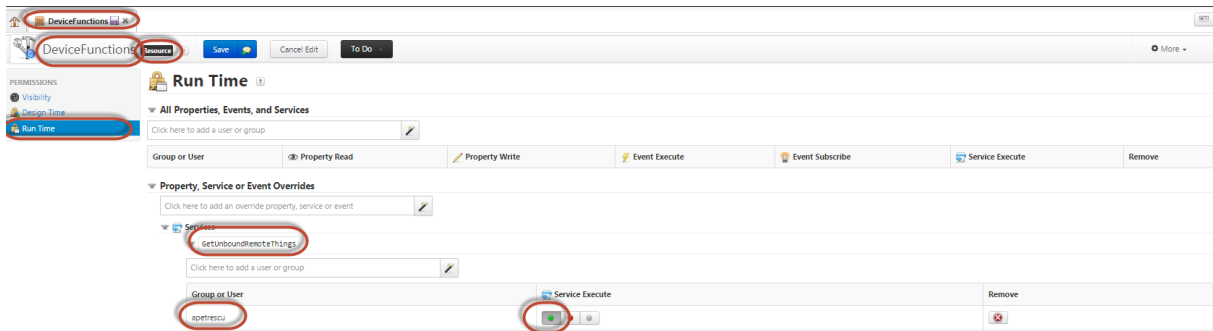 DeviceFunctions
DeviceFunctions Resource Save Cancel Edit To Do More
PERMISSIONS
Visibility
Design Time
Run Time
Run Time
All Properties, Events, and Services
Click here to add a user or group
Group or User Property Read Property Write Event Execute Event Subscribe Service Execute Remove
Property, Service or Event Overrides
Click here to add an override property, service or event
Services
GetUnboundRemoteThings
Click here to add a user or group
Group or User Service Execute Remove
apetrescu